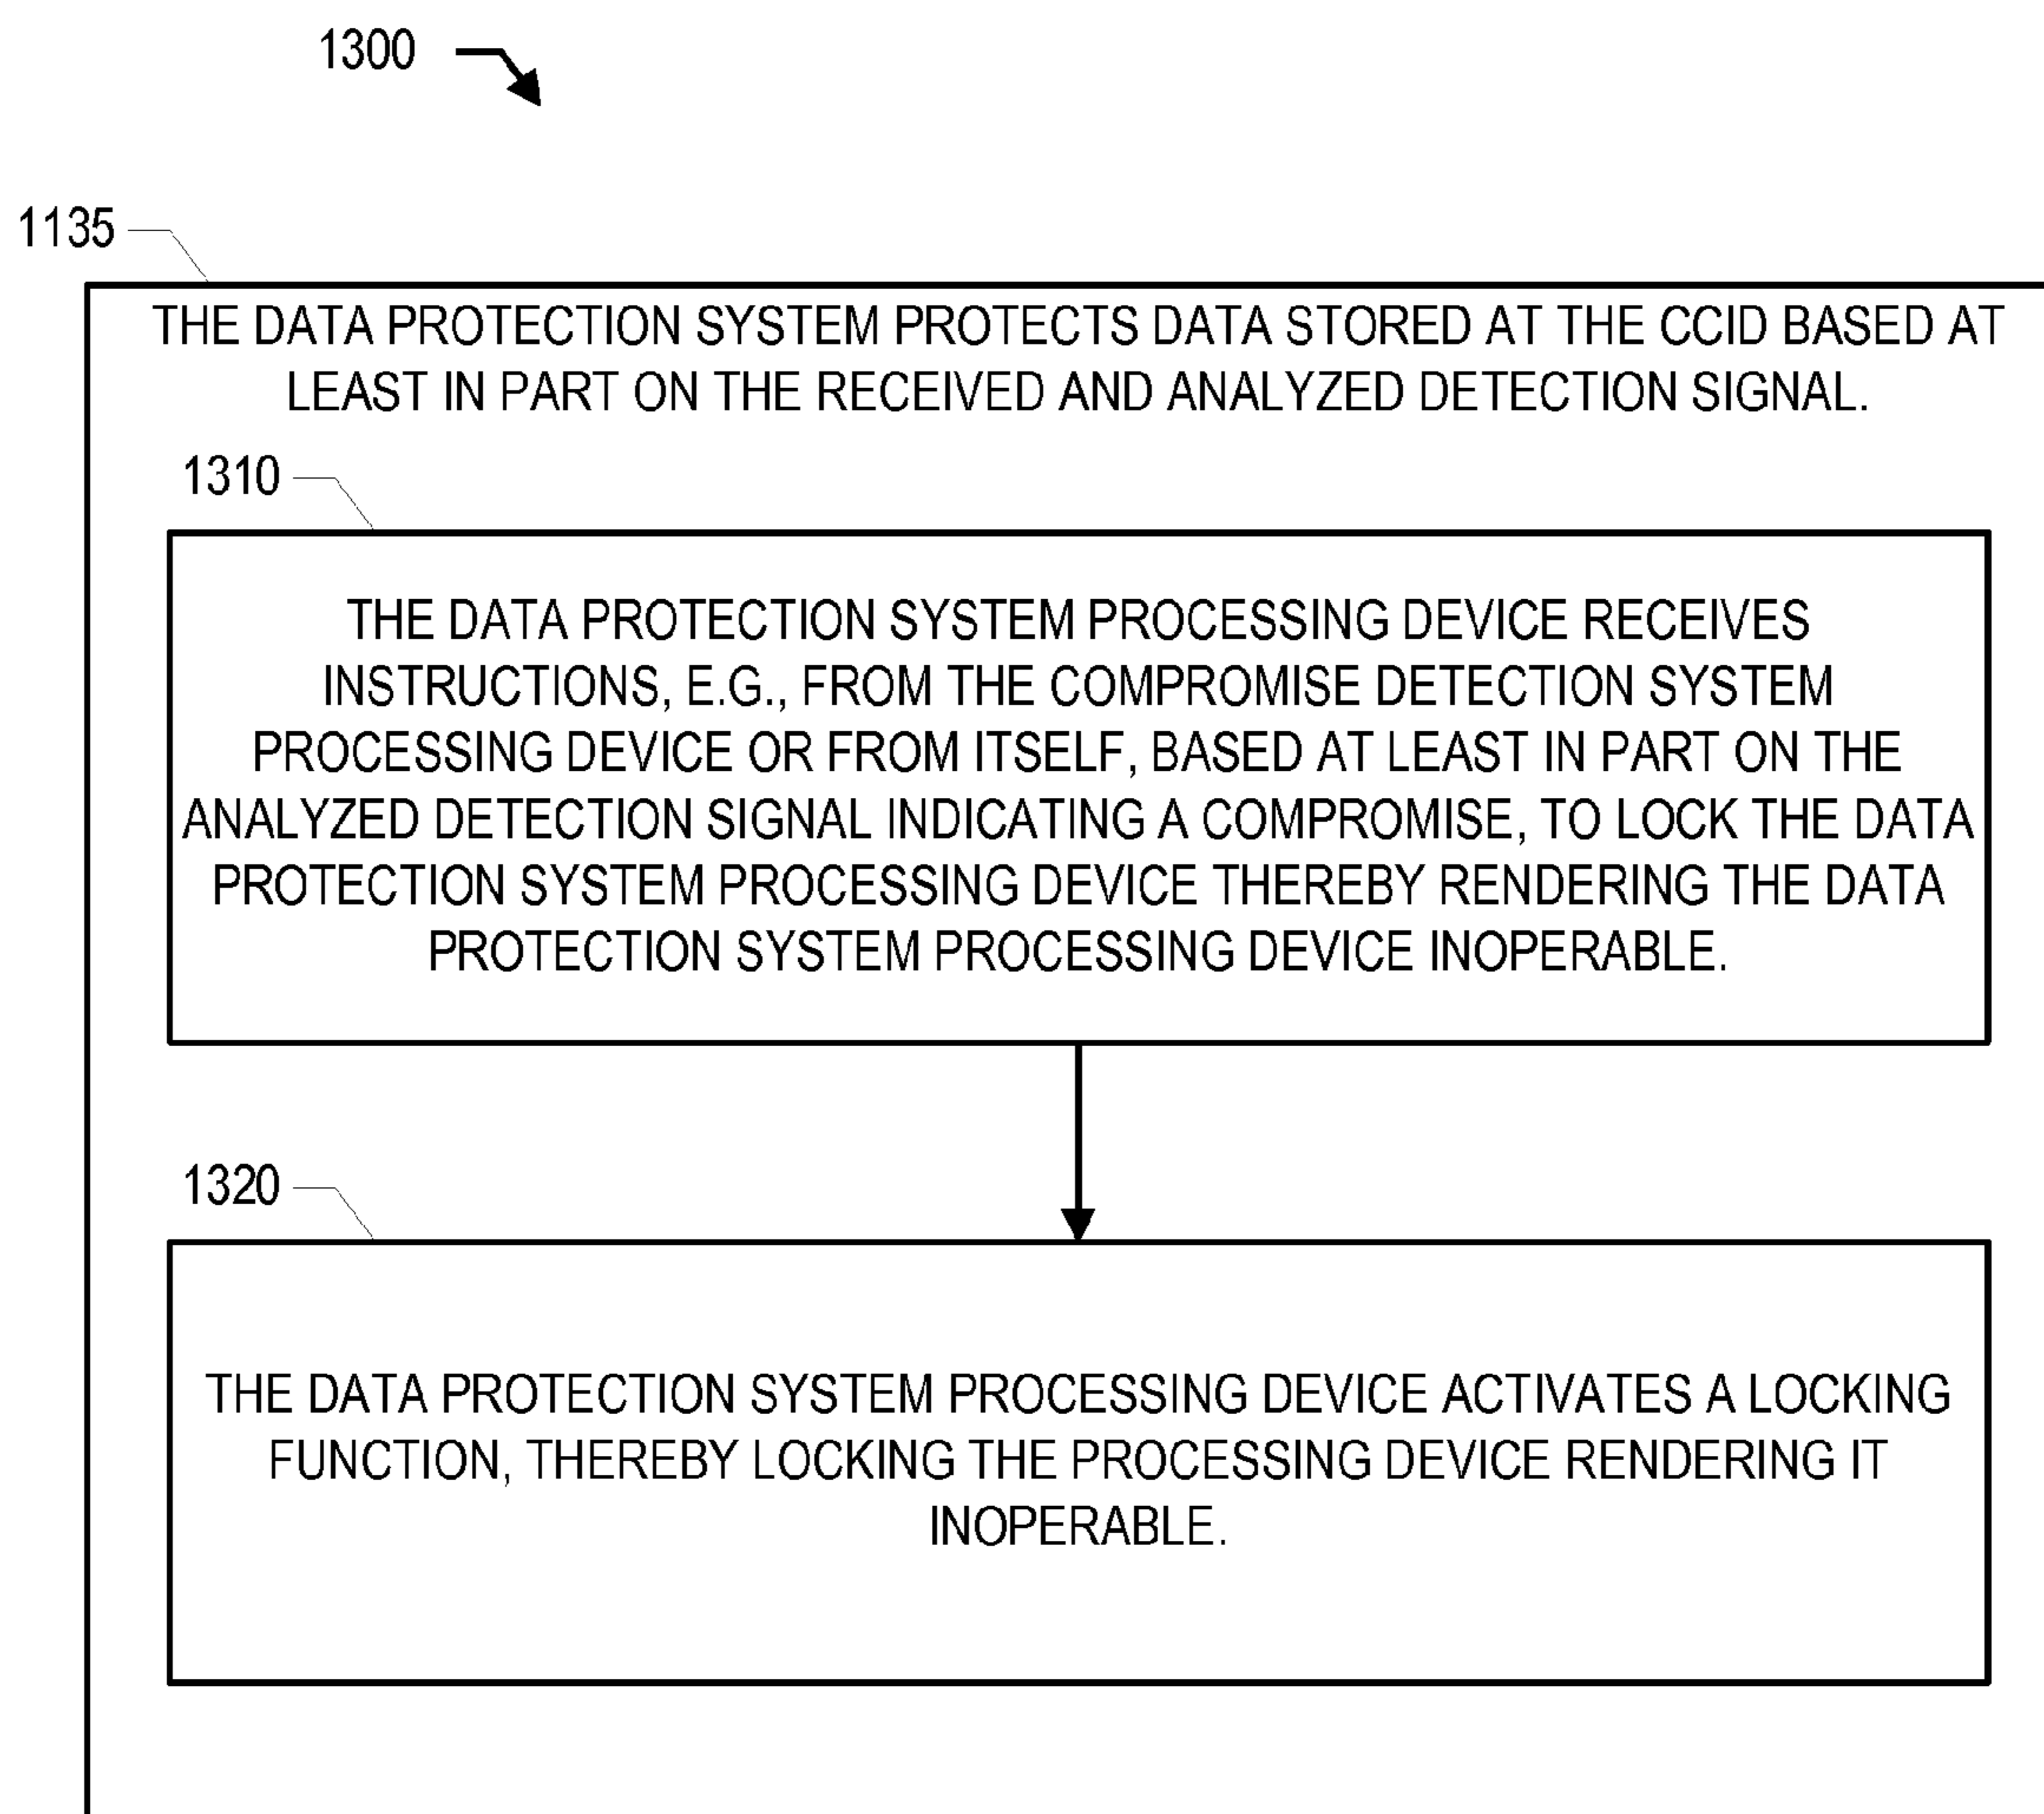 1300
1135
THE DATA PROTECTION SYSTEM PROTECTS DATA STORED AT THE CCID BASED AT
LEAST IN PART ON THE RECEIVED AND ANALYZED DETECTION SIGNAL.
1310
THE DATA PROTECTION SYSTEM PROCESSING DEVICE RECEIVES
INSTRUCTIONS, E.G., FROM THE COMPROMISE DETECTION SYSTEM
PROCESSING DEVICE OR FROM ITSELF, BASED AT LEAST IN PART ON THE
ANALYZED DETECTION SIGNAL INDICATING A COMPROMISE, TO LOCK THE DATA
PROTECTION SYSTEM PROCESSING DEVICE THEREBY RENDERING THE DATA
PROTECTION SYSTEM PROCESSING DEVICE INOPERABLE.
1320
THE DATA PROTECTION SYSTEM PROCESSING DEVICE ACTIVATES A LOCKING
FUNCTION, THEREBY LOCKING THE PROCESSING DEVICE RENDERING IT
INOPERABLE.